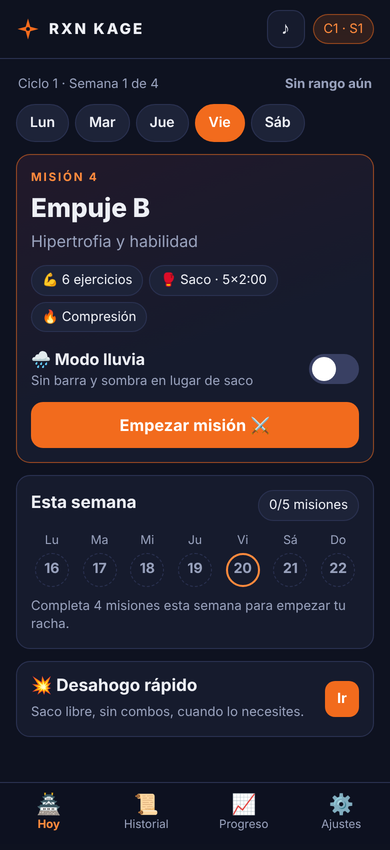 RXN KAGE
♪
C1 · S1
Ciclo 1 · Semana 1 de 4
Sin rango aún
Lun
Mar
Jue
Vie
Sáb
MISIÓN 4
Empuje B
Hipertrofia y habilidad
💪 6 ejercicios
🥊 Saco · 5×2:00
🔥 Compresión
🌧️ Modo lluvia
Sin barra y sombra en lugar de saco
Empezar misión ⚔️
Esta semana
0/5 misiones
Lu Ma Mi Ju Vi Sá Do
16 17 18 19 20 21 22
Completa 4 misiones esta semana para empezar tu
racha.
💥 Desahogo rápido
Saco libre, sin combos, cuando lo necesites.
Ir
Hoy
Historial
Progreso
Ajustes